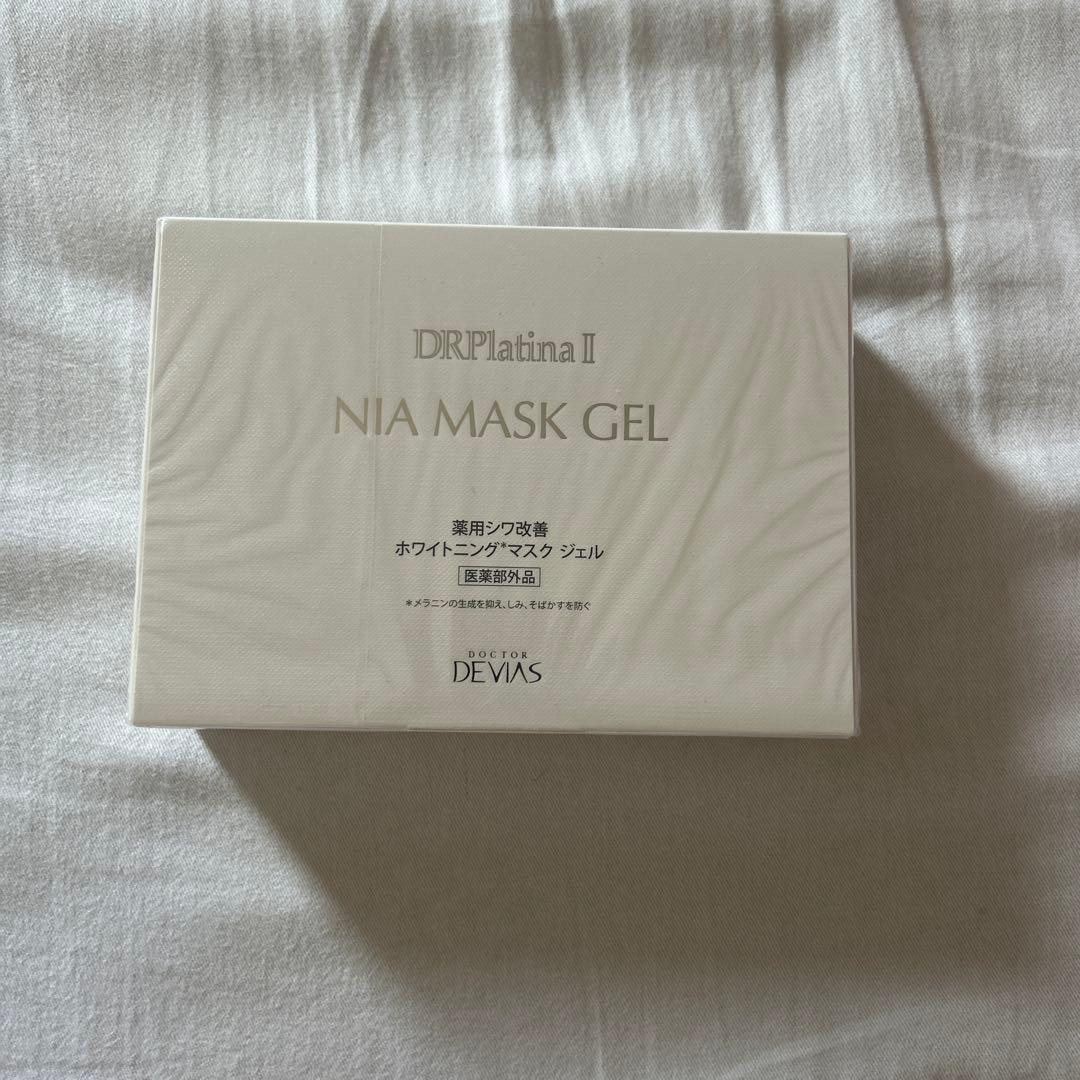 DRPlatina Ⅱ
NIA MASK GEL
薬用シワ改善
ホワイトニング*マスク ジェル
医薬部外品
*メラニンの生成を抑え、しみ、そばかすを防ぐ
DOCTOR
DEVIAS